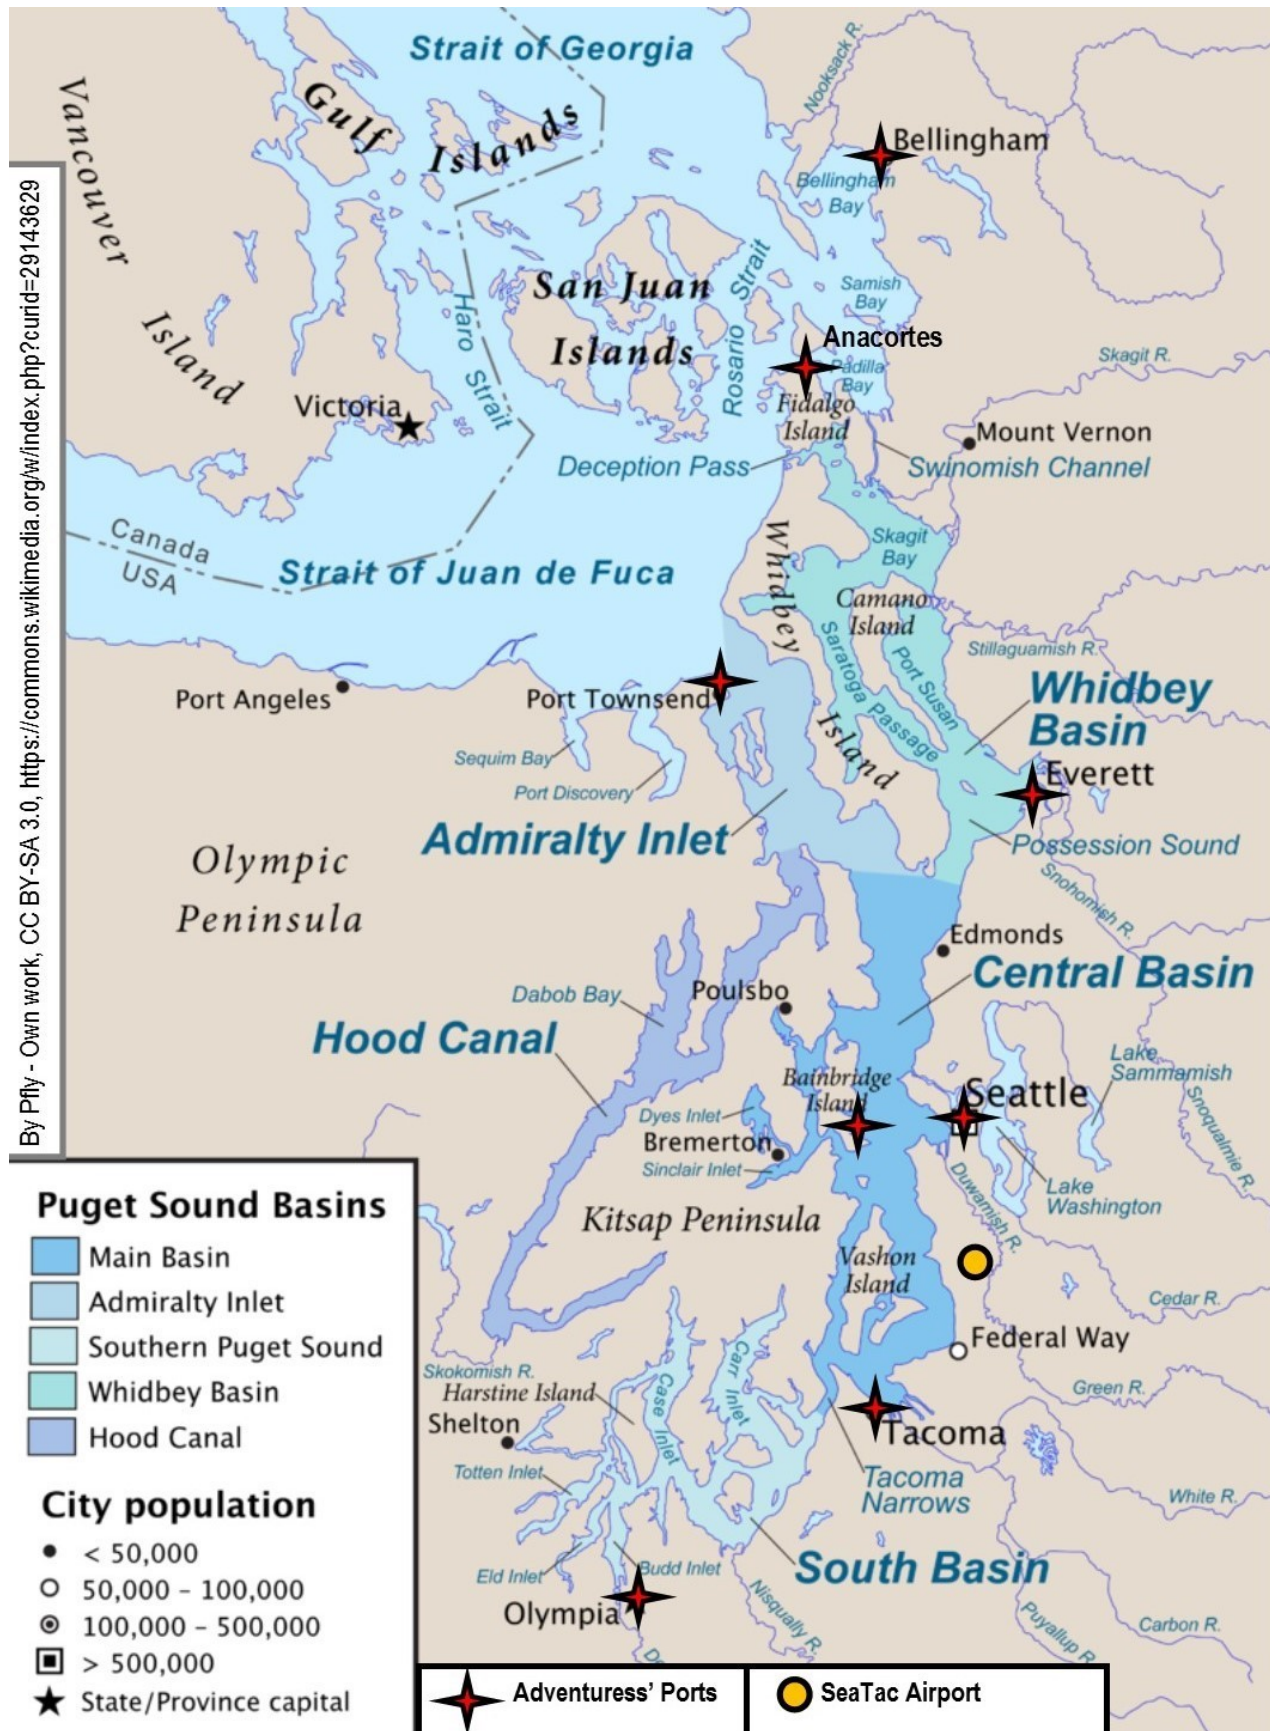 Strait of Georgia
Nooksack R.
Vancouver
Island
Gulf
Islands
Bellingham
Bellingham
Bay
San Juan
Islands
Haro Strait
Rosario Strait
Samish
Bay
Anacortes
Padilla
Bay
Skagit R.
Fidalgo
Island
Victoria
Mount Vernon
Deception Pass
Swinomish Channel
Canada
USA
Strait of Juan de Fuca
Whidbey
Island
Skagit
Bay
Camano
Island
Saratoga Passage
Port Susan
Stillaguamish R.
Port Angeles
Port Townsend
Whidbey
Basin
Sequim Bay
Port Discovery
Everett
Admiralty Inlet
Possession Sound
Snohomish R.
Olympic
Peninsula
Edmonds
Central Basin
Poulsbo
Dabob Bay
Hood Canal
Bainbridge
Island
Seattle
Lake
Sammamish
Snoqualmie R.
Dyes Inlet
Bremerton
Sinclair Inlet
Lake
Washington
Duwamish R.
Kitsap Peninsula
Vashon
Island
Cedar R.
Federal Way
Skokomish R.
Harstine Island
Case Inlet
Carr Inlet
Green R.
Shelton
Tacoma
Totten Inlet
Tacoma
Narrows
White R.
South Basin
Eld Inlet
Budd Inlet
Olympia
Nisqually R.
Puyallup R.
Carbon R.
De
By Pfly - Own work, CC BY-SA 3.0, https://commons.wikimedia.org/w/index.php?curid=29143629
Puget Sound Basins
Main Basin
Admiralty Inlet
Southern Puget Sound
Whidbey Basin
Hood Canal
City population
< 50,000
50,000 – 100,000
100,000 – 500,000
> 500,000
State/Province capital
Adventuress' Ports
SeaTac Airport